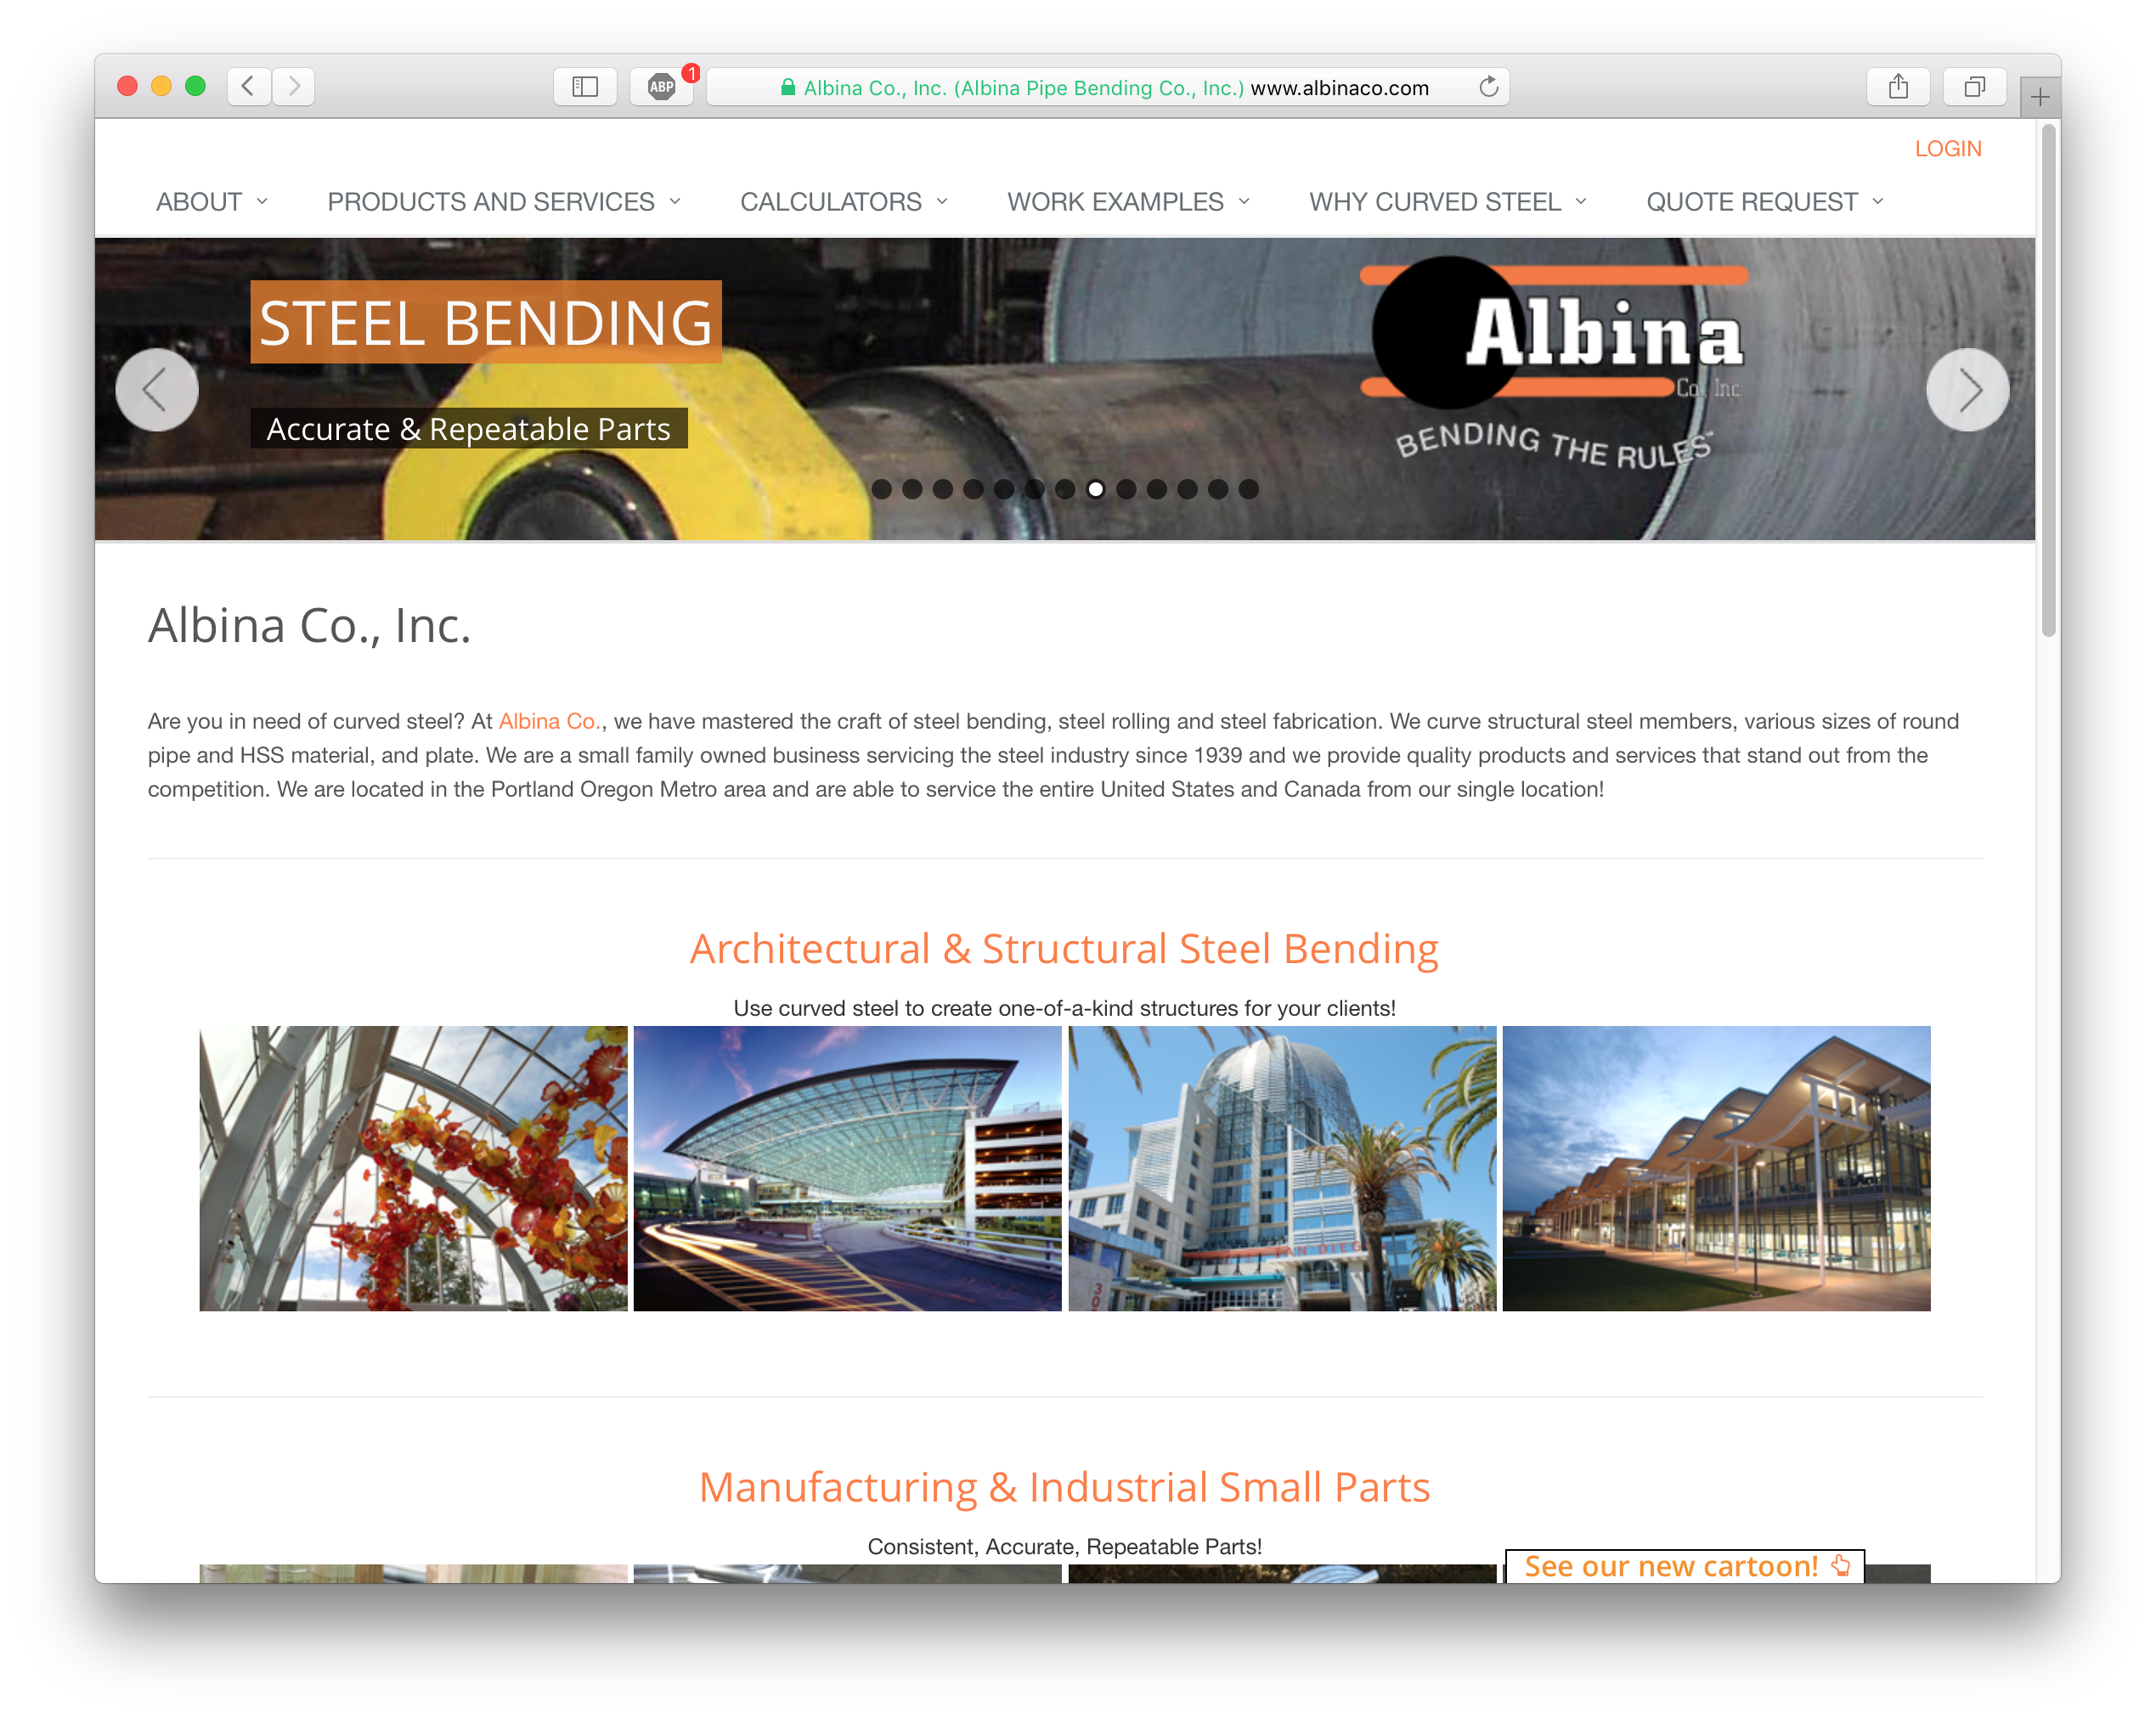 ABP
1
Albina Co., Inc. (Albina Pipe Bending Co., Inc.) www.albinaco.com
LOGIN
ABOUT
PRODUCTS AND SERVICES
CALCULATORS
WORK EXAMPLES
WHY CURVED STEEL
QUOTE REQUEST
STEEL BENDING
Accurate & Repeatable Parts
Albina
Co., Inc.
BENDING THE RULES™
Albina Co., Inc.
Are you in need of curved steel? At Albina Co., we have mastered the craft of steel bending, steel rolling and steel fabrication. We curve structural steel members, various sizes of round
pipe and HSS material, and plate. We are a small family owned business servicing the steel industry since 1939 and we provide quality products and services that stand out from the
competition. We are located in the Portland Oregon Metro area and are able to service the entire United States and Canada from our single location!
Architectural & Structural Steel Bending
Use curved steel to create one-of-a-kind structures for your clients!
Manufacturing & Industrial Small Parts
Consistent, Accurate, Repeatable Parts!
See our new cartoon!